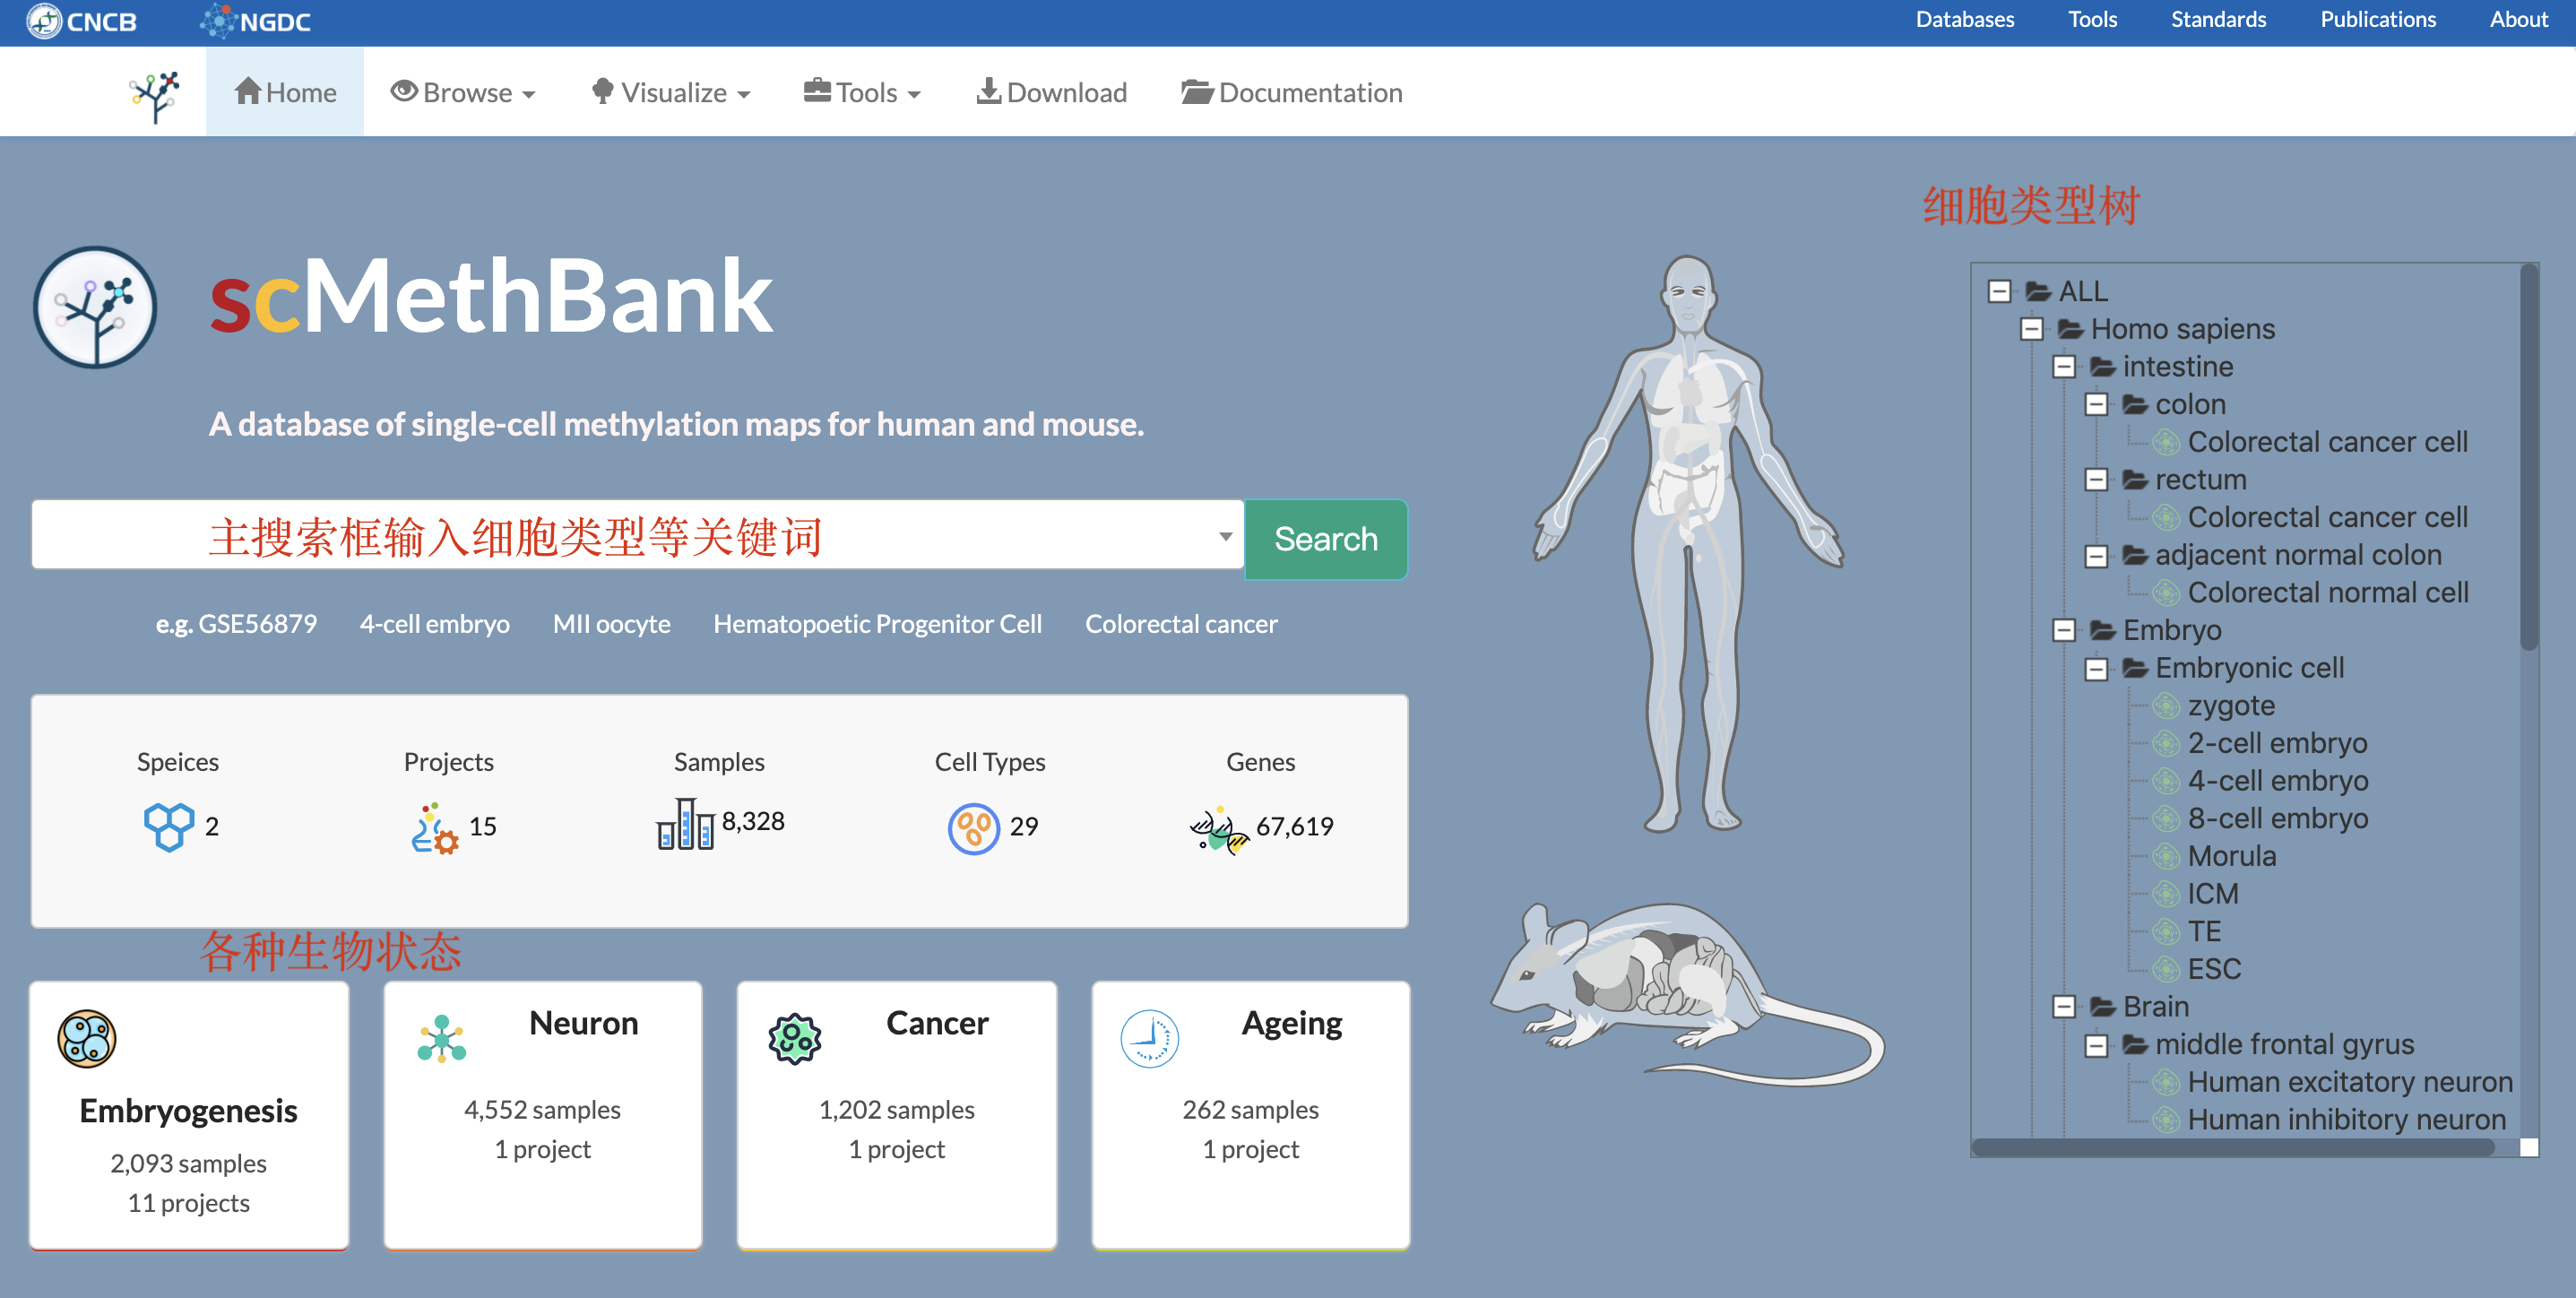 CNCB NGDC Databases Tools Standards Publications About
Home Browse Visualize Tools Download Documentation
scMethBank
A database of single-cell methylation maps for human and mouse.
主搜索框输入细胞类型等关键词 Search
e.g. GSE56879 4-cell embryo MII oocyte Hematopoetic Progenitor Cell Colorectal cancer
Speices Projects Samples Cell Types Genes
2 15 8,328 29 67,619
各种生物状态
Embryogenesis
2,093 samples
11 projects
Neuron
4,552 samples
1 project
Cancer
1,202 samples
1 project
Ageing
262 samples
1 project
细胞类型树
ALL
Homo sapiens
intestine
colon
Colorectal cancer cell
rectum
Colorectal cancer cell
adjacent normal colon
Colorectal normal cell
Embryo
Embryonic cell
zygote
2-cell embryo
4-cell embryo
8-cell embryo
Morula
ICM
TE
ESC
Brain
middle frontal gyrus
Human excitatory neuron
Human inhibitory neuron